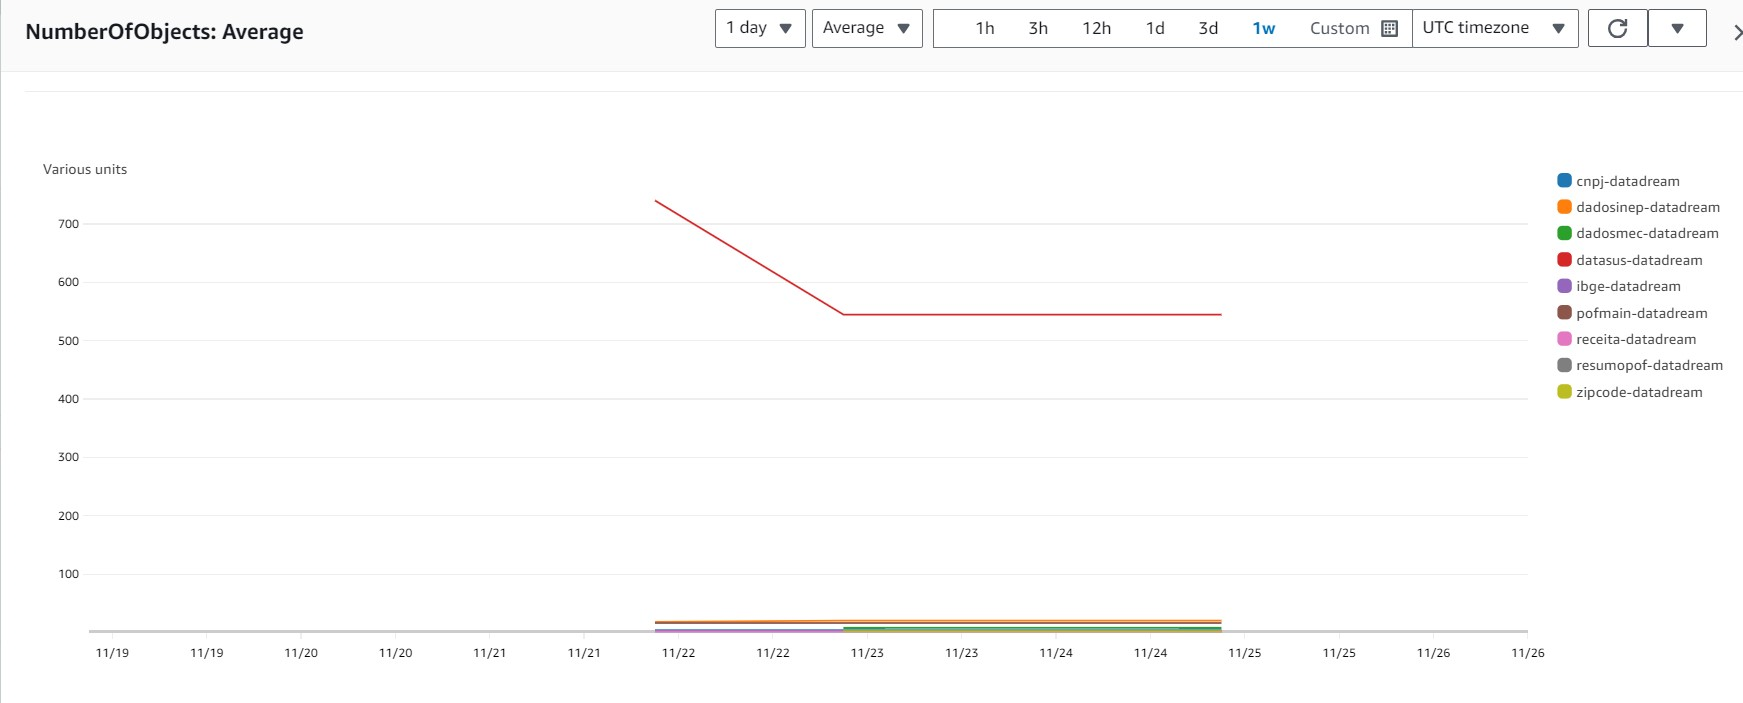 NumberOfObjects: Average
1 day
Average
1h 3h 12h 1d 3d 1w Custom
UTC timezone
Various units
700
600
500
400
300
200
100
11/19 11/19 11/20 11/20 11/21 11/21 11/22 11/22 11/23 11/23 11/24 11/24 11/25 11/25 11/26 11/26
cnpj-datadream
dadosinep-datadream
dadosmec-datadream
datasus-datadream
ibge-datadream
pofmain-datadream
receita-datadream
resumopof-datadream
zipcode-datadream